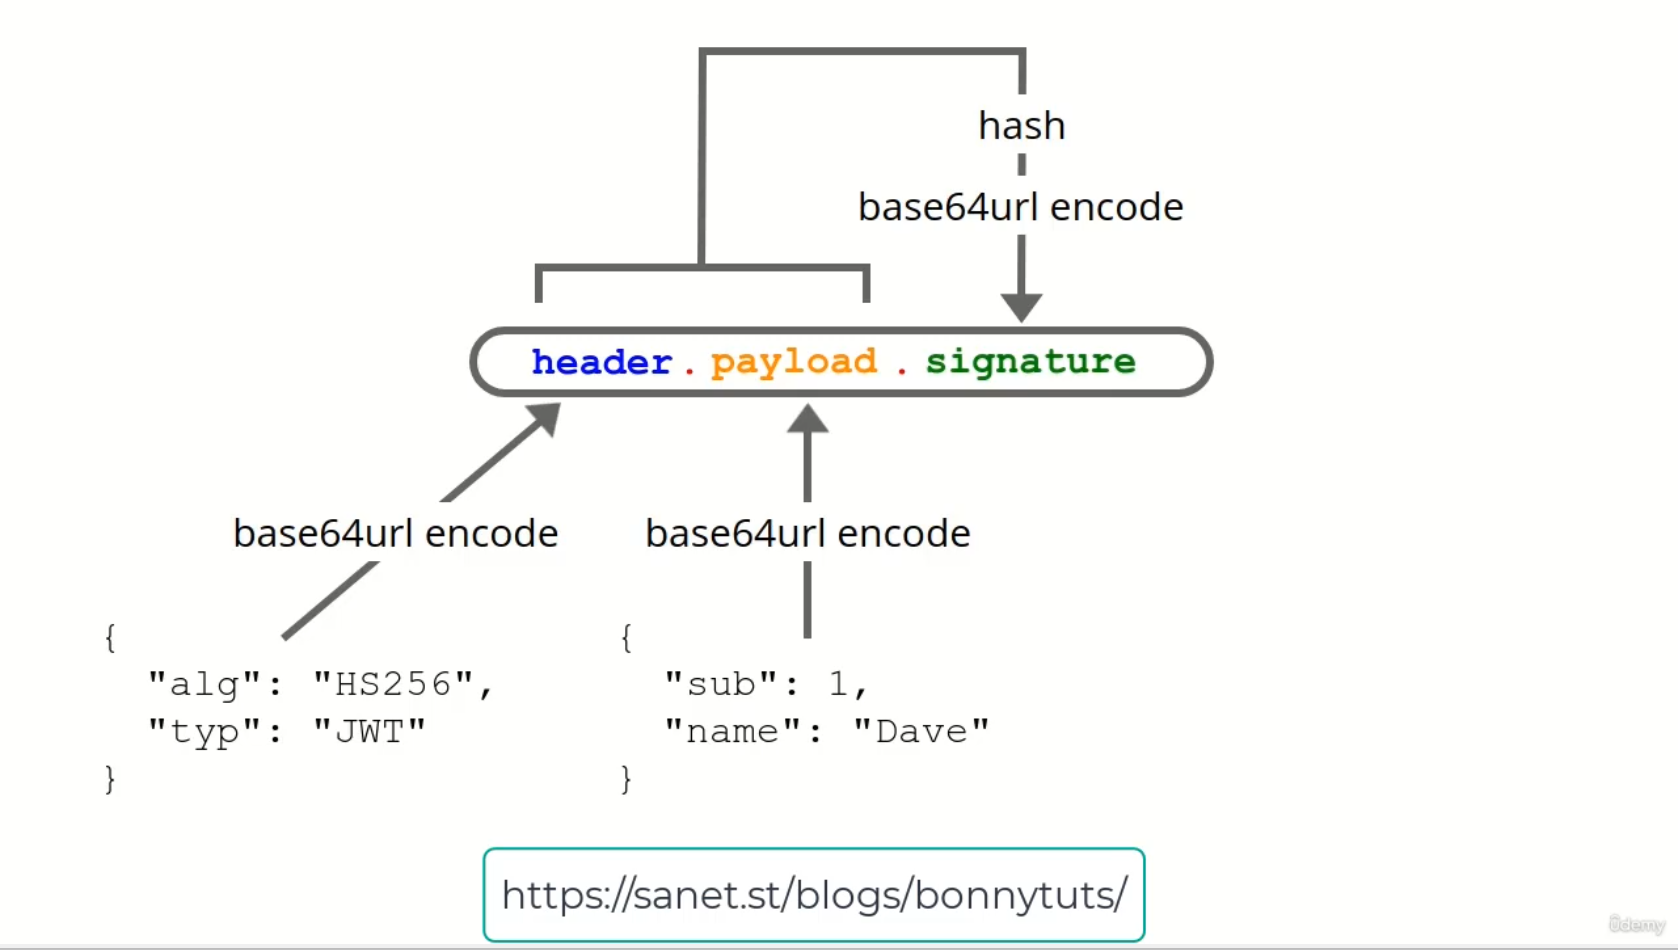 hash
base64url encode
header . payload . signature
base64url encode
base64url encode
{
"alg": "HS256",
"typ": "JWT"
}
{
"sub": 1,
"name": "Dave"
}
https://sanet.st/blogs/bonnytuts/
ûdemy